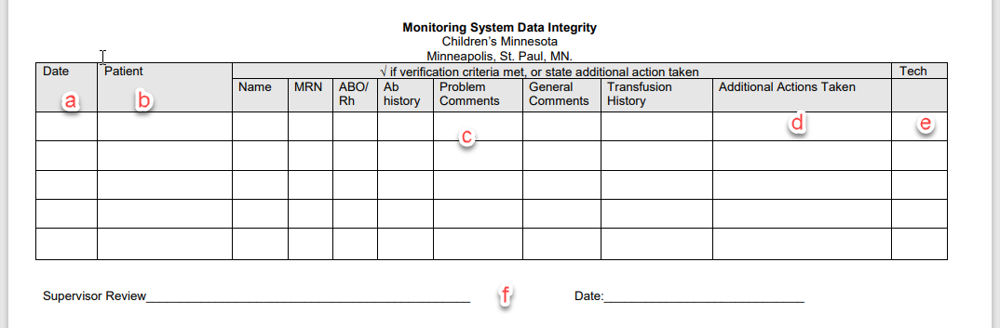 Monitoring System Data Integrity
Children's Minnesota
Minneapolis, St. Paul, MN.
Date Patient √ if verification criteria met, or state additional action taken Tech
Name MRN ABO/ Ab Problem General Transfusion Additional Actions Taken
Rh history Comments Comments History
a b
c d e
Supervisor Review____________________ f Date:____________________